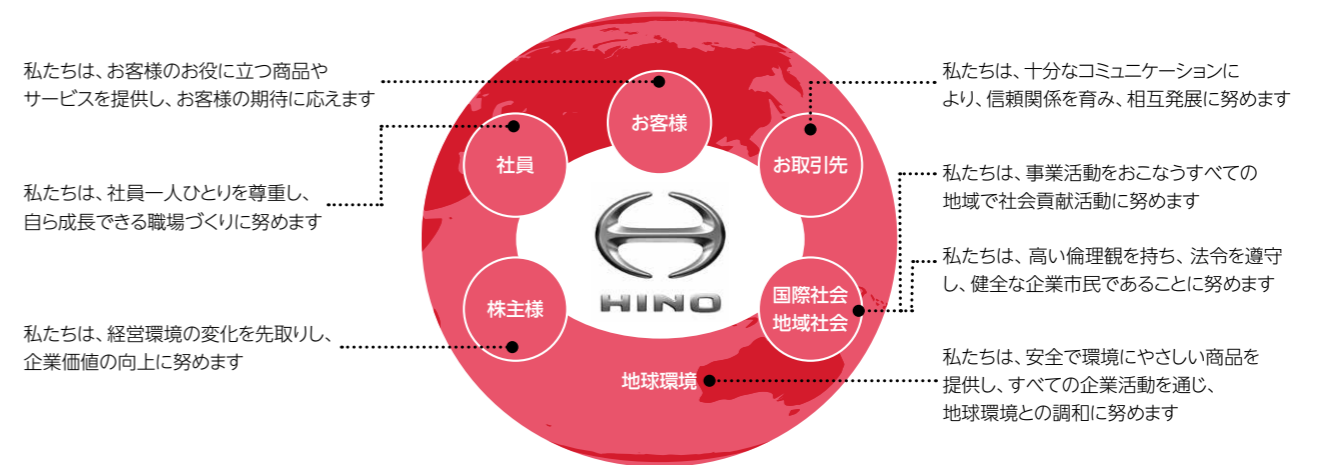 私たちは、お客様のお役に立つ商品や
サービスを提供し、お客様の期待に応えます
私たちは、社員一人ひとりを尊重し、
自ら成長できる職場づくりに努めます
私たちは、経営環境の変化を先取りし、
企業価値の向上に努めます
お客様
社員
お取引先
HINO
株主様
国際社会
地域社会
地球環境
私たちは、十分なコミュニケーションに
より、信頼関係を育み、相互発展に努めます
私たちは、事業活動をおこなうすべての
地域で社会貢献活動に努めます
私たちは、高い倫理観を持ち、法令を遵守
し、健全な企業市民であることに努めます
私たちは、安全で環境にやさしい商品を
提供し、すべての企業活動を通じ、
地球環境との調和に努めます